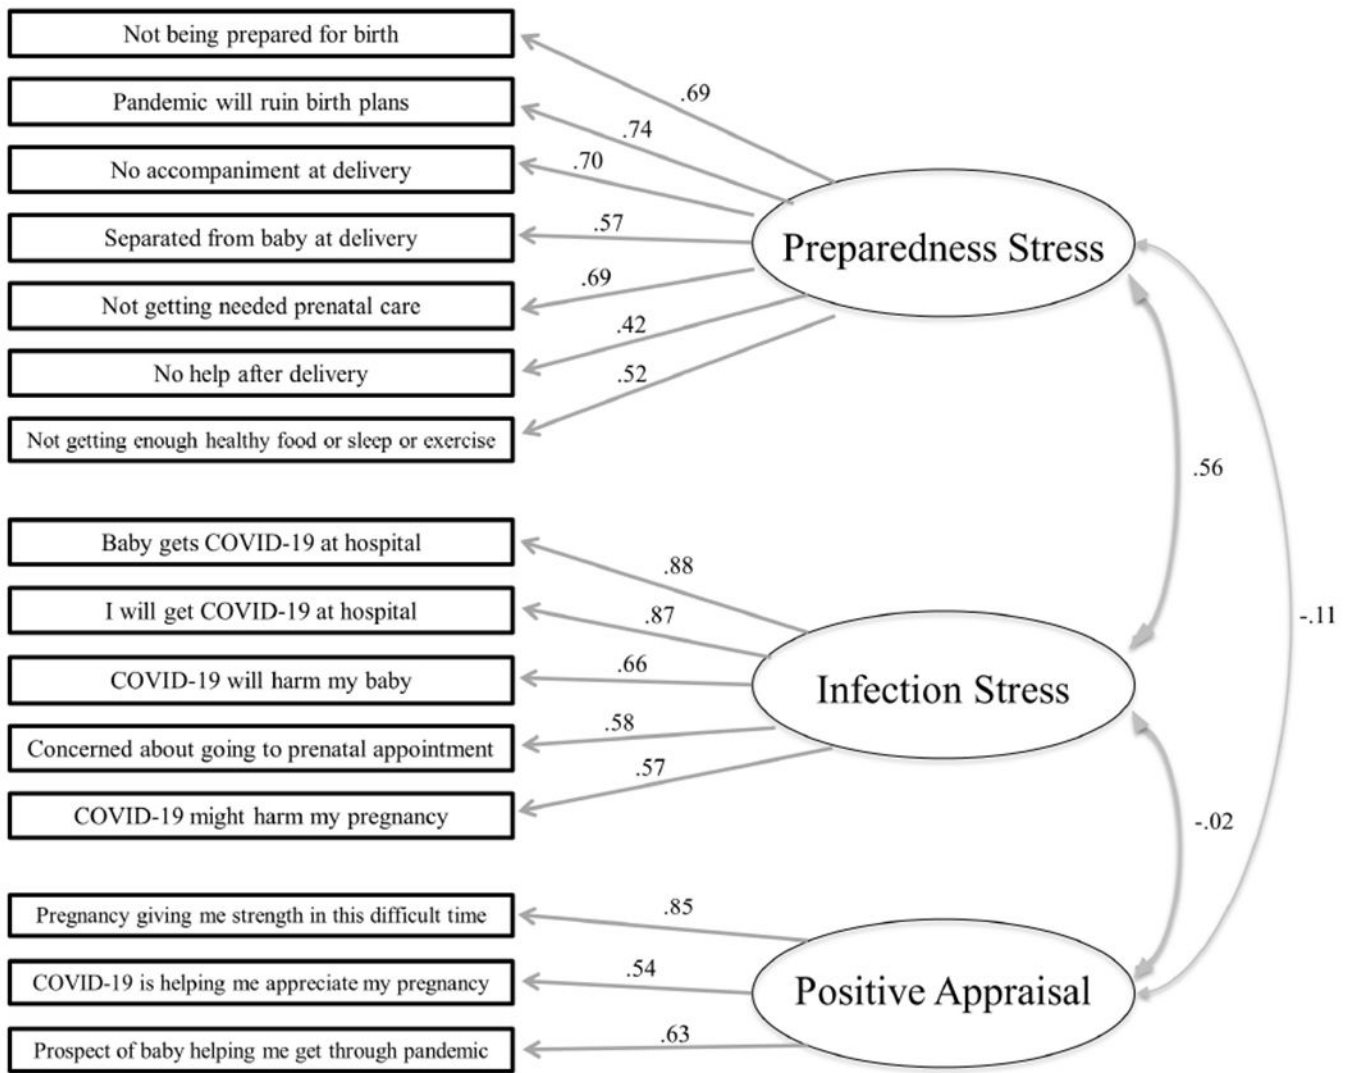 Not being prepared for birth
Pandemic will ruin birth plans
No accompaniment at delivery
Separated from baby at delivery
Not getting needed prenatal care
No help after delivery
Not getting enough healthy food or sleep or exercise
.69
.74
.70
.57
.69
.42
.52
Preparedness Stress
Baby gets COVID-19 at hospital
I will get COVID-19 at hospital
COVID-19 will harm my baby
Concerned about going to prenatal appointment
COVID-19 might harm my pregnancy
.88
.87
.66
.58
.57
Infection Stress
Pregnancy giving me strength in this difficult time
COVID-19 is helping me appreciate my pregnancy
Prospect of baby helping me get through pandemic
.85
.54
.63
Positive Appraisal
.56
-.11
-.02